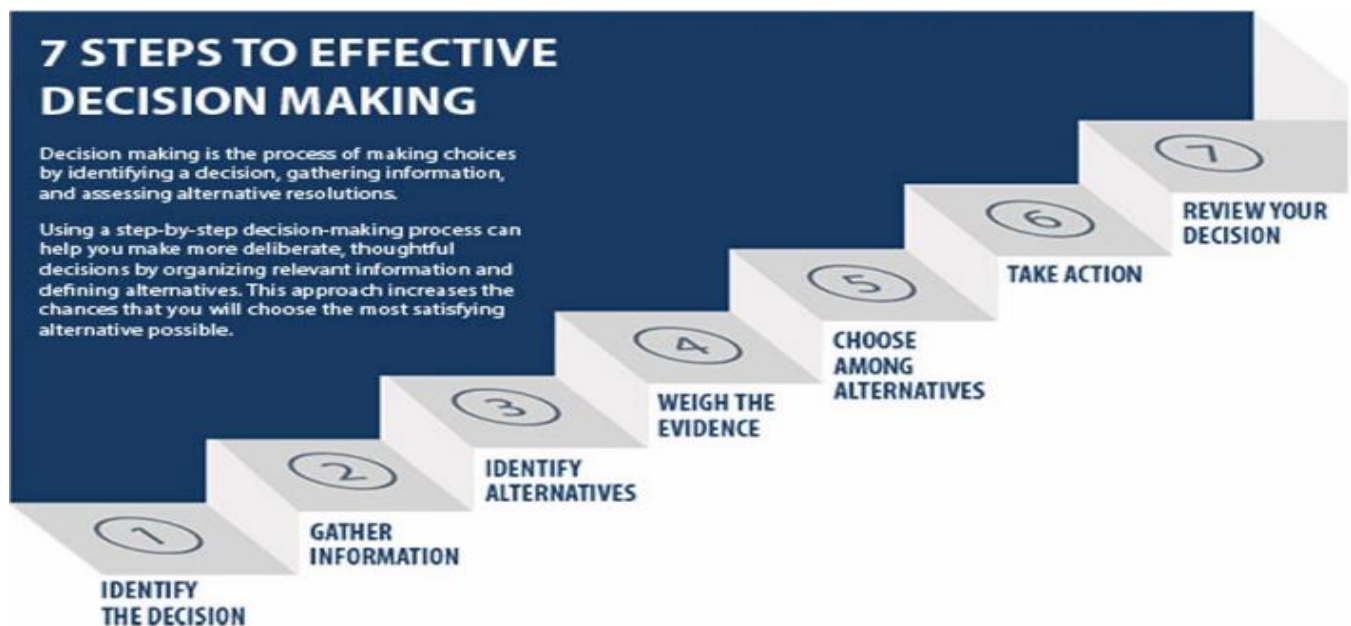 7 STEPS TO EFFECTIVE
DECISION MAKING
Decision making is the process of making choices
by identifying a decision, gathering information,
and assessing alternative resolutions.
Using a step-by-step decision-making process can
help you make more deliberate, thoughtful
decisions by organizing relevant information and
defining alternatives. This approach increases the
chances that you will choose the most satisfying
alternative possible.
1
IDENTIFY
THE DECISION
2
GATHER
INFORMATION
3
IDENTIFY
ALTERNATIVES
4
WEIGH THE
EVIDENCE
5
CHOOSE
AMONG
ALTERNATIVES
6
TAKE ACTION
7
REVIEW YOUR
DECISION